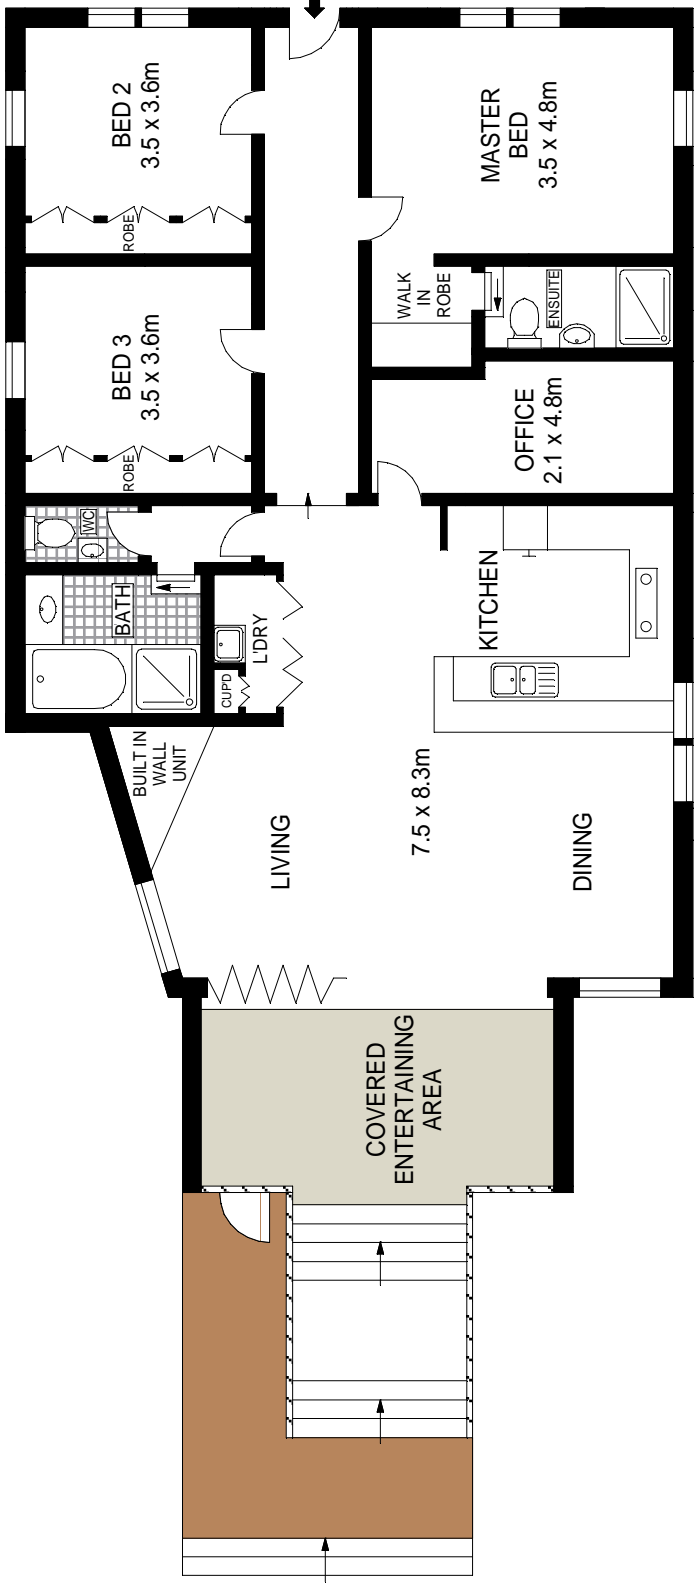 BED 2
3.5 x 3.6m
ROBE
MASTER
BED
3.5 x 4.8m
WALK
IN
ROBE
ENSUITE
BED 3
3.5 x 3.6m
ROBE
OFFICE
2.1 x 4.8m
WC
BATH
L'DRY
CUP'D
KITCHEN
BUILT IN
WALL
UNIT
LIVING
7.5 x 8.3m
DINING
COVERED
ENTERTAINING
AREA